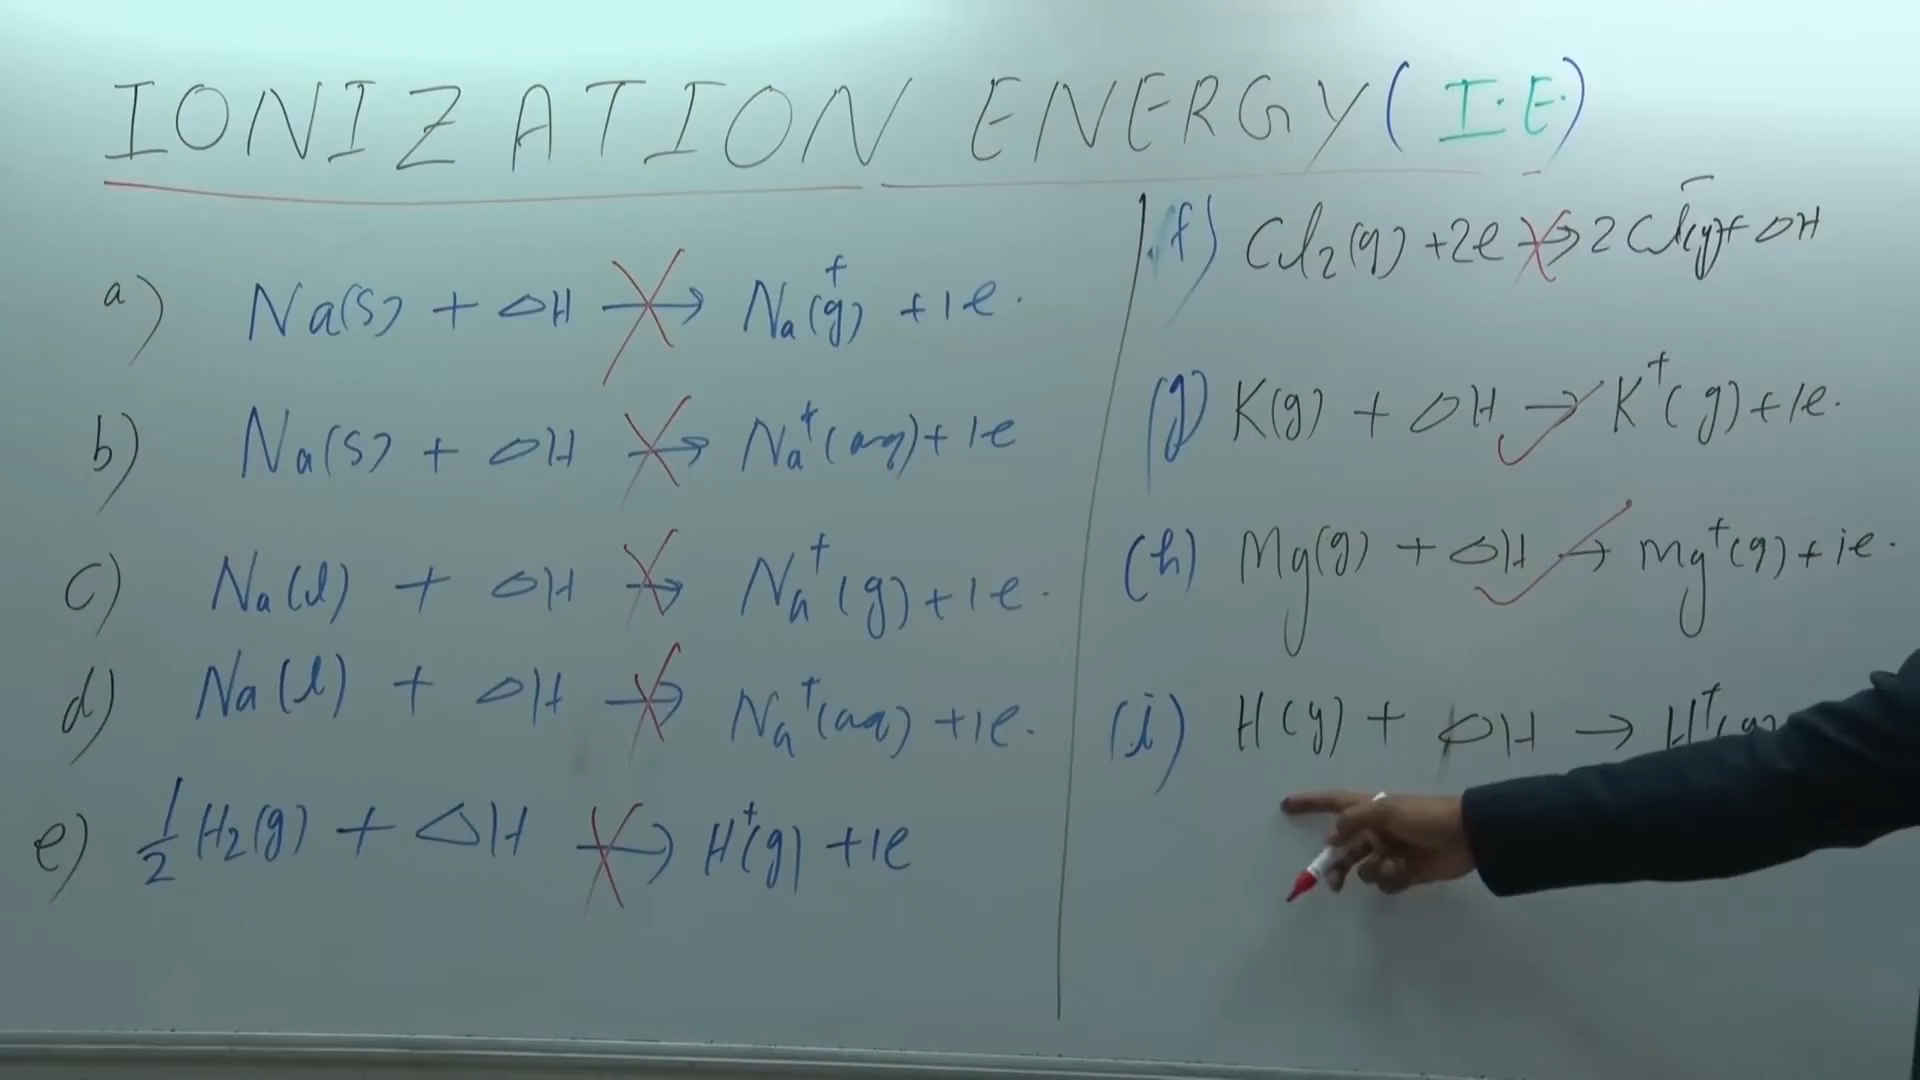 IONIZATION ENERGY (I.E.)
a) Na(s) + ΔH → Na⁺(g) + 1e.
b) Na(s) + ΔH → Na⁺(aq) + 1e
c) Na(l) + ΔH → Na⁺(g) + 1e.
d) Na(l) + ΔH → Na⁺(aq) + 1e.
e) 1/2 H₂(g) + ΔH → H⁺(g) + 1e
f) Cl₂(g) + 2e → 2Cl⁻(g) + ΔH
(g) K(g) + ΔH → K⁺(g) + 1e.
(h) Mg(g) + ΔH → Mg⁺(g) + 1e.
(i) H(g) + ΔH → H⁺(g)